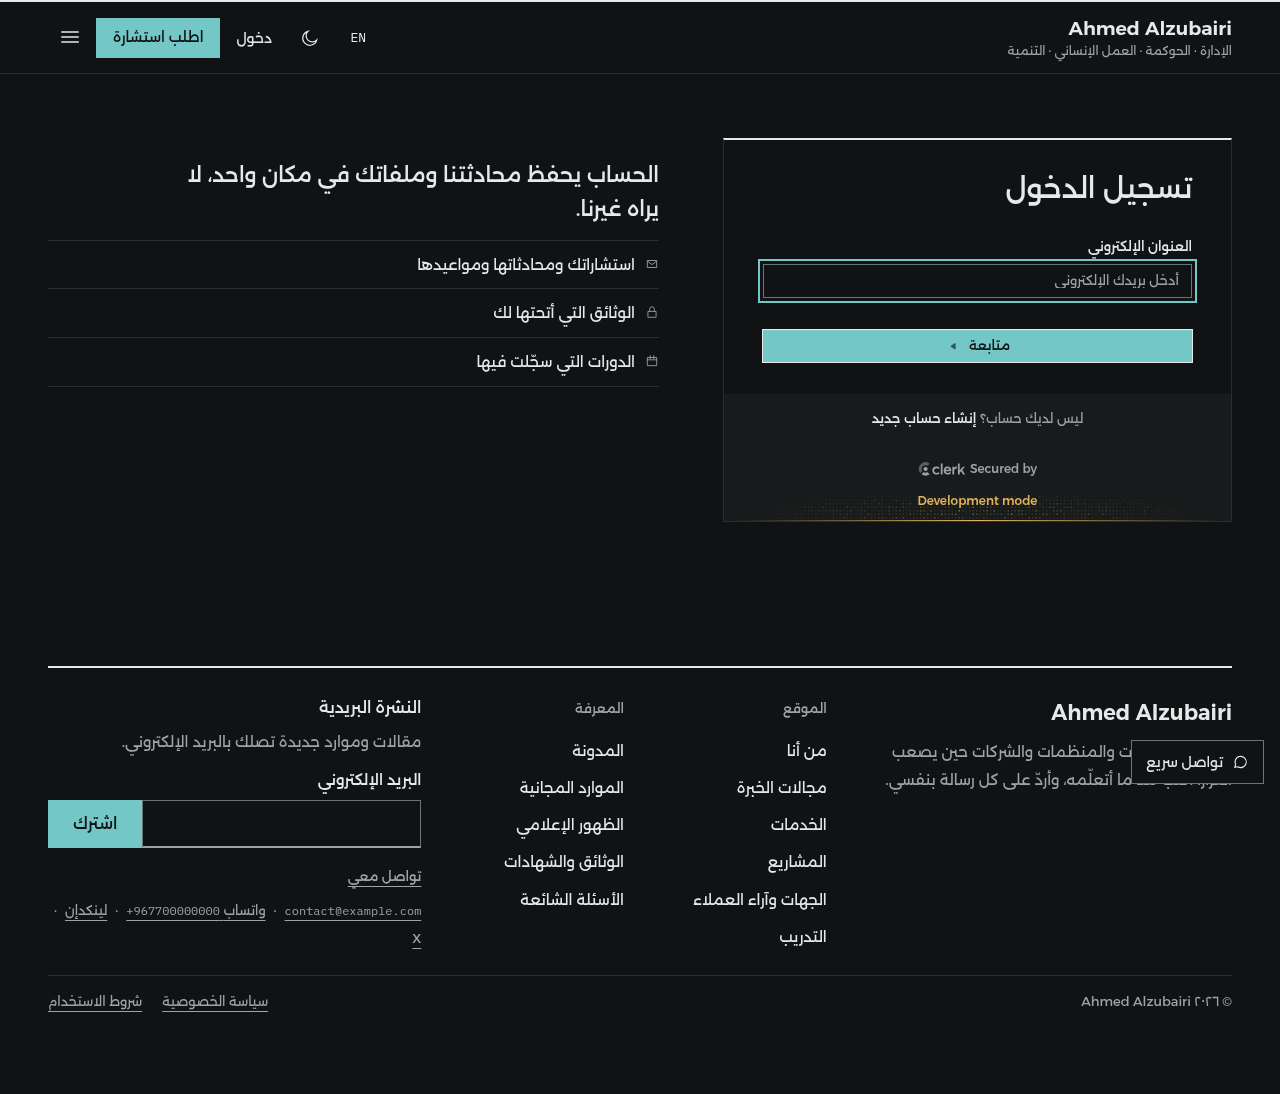 Ahmed Alzubairi
الإدارة · الحوكمة · العمل الإنساني · التنمية
EN
دخول
اطلب استشارة
تسجيل الدخول
العنوان الإلكتروني
أدخل بريدك الإلكتروني
متابعة
ليس لديك حساب؟ إنشاء حساب جديد
Secured by clerk
Development mode
الحساب يحفظ محادثتنا وملفاتك في مكان واحد، لا
يراه غيرنا.
استشاراتك ومحادثاتها ومواعيدها
الوثائق التي أتحتها لك
الدورات التي سجّلت فيها
Ahmed Alzubairi
والمنظمات والشركات حين يصعب
ما أتعلّمه، وأردّ على كل رسالة بنفسي.
تواصل سريع
الموقع
من أنا
مجالات الخبرة
الخدمات
المشاريع
الجهات وآراء العملاء
التدريب
المعرفة
المدونة
الموارد المجانية
الظهور الإعلامي
الوثائق والشهادات
الأسئلة الشائعة
النشرة البريدية
مقالات وموارد جديدة تصلك بالبريد الإلكتروني.
البريد الإلكتروني
اشترك
تواصل معي
contact@example.com · واتساب +967700000000 · لينكدإن ·
X
© ٢٠٢٦ Ahmed Alzubairi
سياسة الخصوصية
شروط الاستخدام